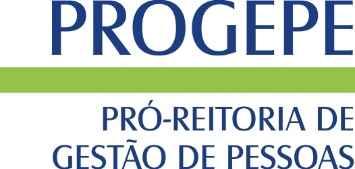 PROGEPE
PRÓ-REITORIA DE
GESTÃO DE PESSOAS